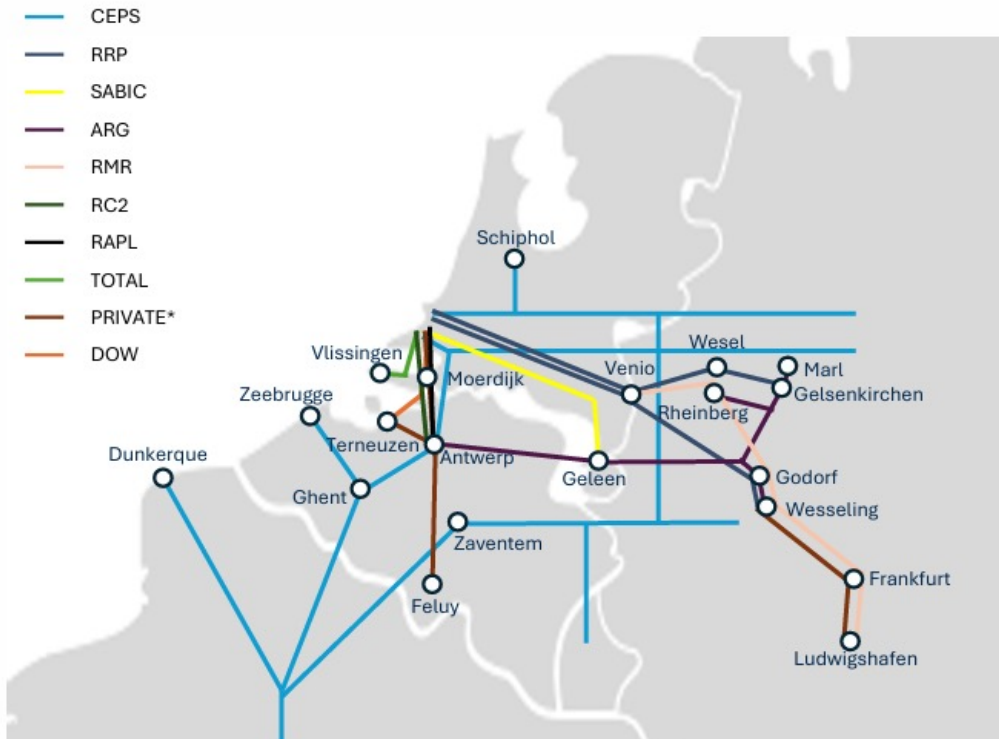 CEPS
RRP
SABIC
ARG
RMR
RC2
RAPL
TOTAL
PRIVATE*
DOW
Schiphol
Vlissingen
Wesel
Venio
Marl
Moerdijk
Gelsenkirchen
Zeebrugge
Rheinberg
Terneuzen
Antwerp
Dunkerque
Geleen
Godorf
Ghent
Wesseling
Zaventem
Frankfurt
Feluy
Ludwigshafen